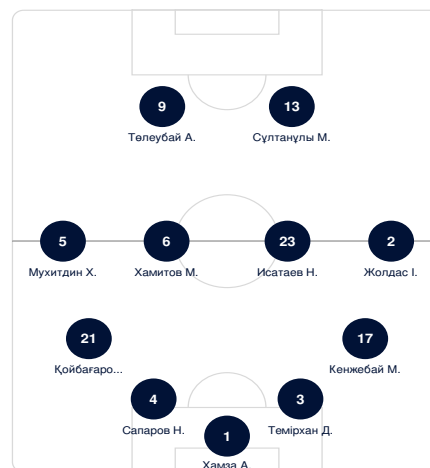 9
Төлеубай А.
13
Сұлтанұлы М.
5
Мухитдин Х.
6
Хамитов М.
23
Исатаев Н.
2
Жолдас І.
21
Қойбағаро...
17
Кенжебай М.
4
Сапаров Н.
3
Темірхан Д.
1
Хамза А